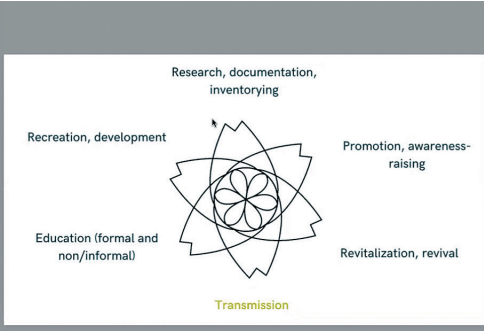 Research, documentation,
inventorying
Recreation, development
Promotion, awareness-
raising
Education (formal and
non/informal)
Revitalization, revival
Transmission